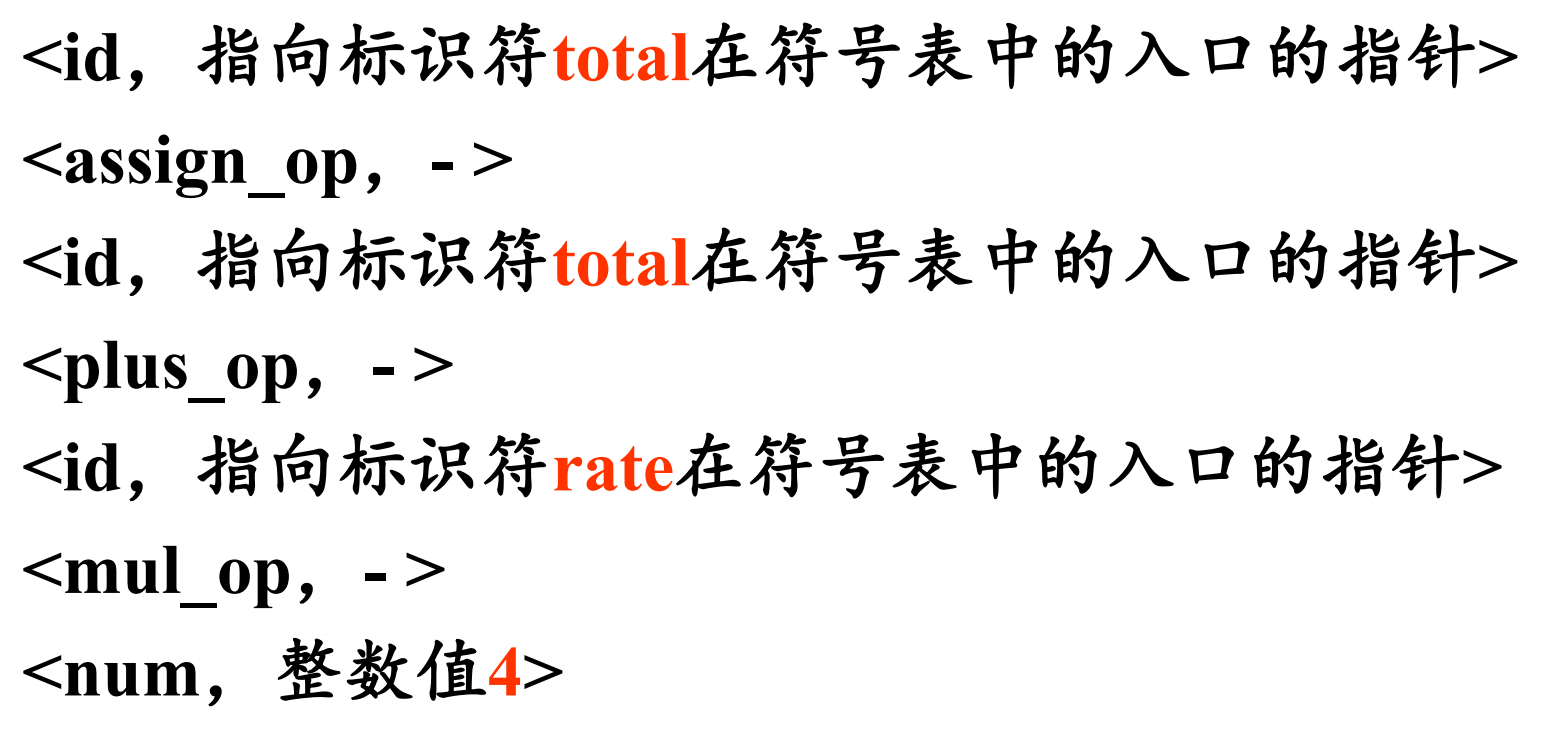 <id，指向标识符total在符号表中的入口的指针>
<assign_op，- >
<id，指向标识符total在符号表中的入口的指针>
<plus_op，- >
<id，指向标识符rate在符号表中的入口的指针>
<mul_op，- >
<num，整数值4>